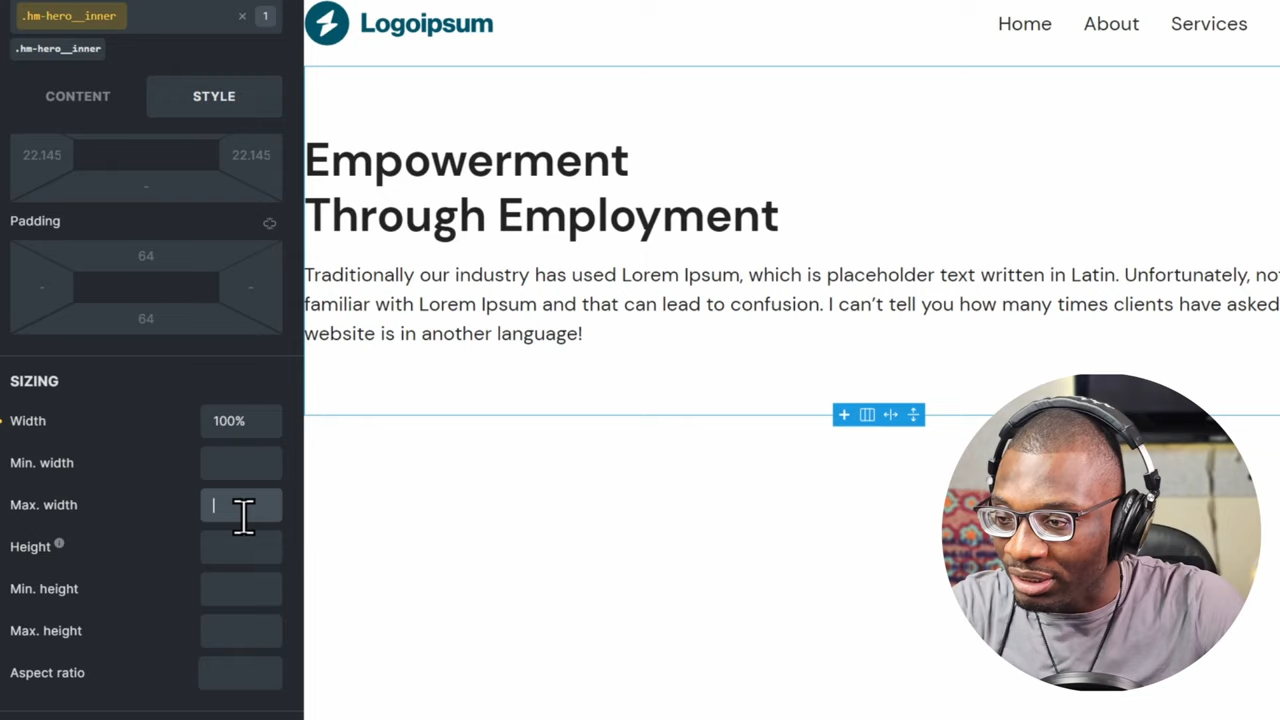 .hm-hero__inner × 1
.hm-hero__inner
CONTENT STYLE
22.145 22.145
-
Padding
64
- -
64
SIZING
Width 100%
Min. width
Max. width
Height
Min. height
Max. height
Aspect ratio
Logoipsum
Home About Services
Empowerment
Through Employment
Traditionally our industry has used Lorem Ipsum, which is placeholder text written in Latin. Unfortunately, not
familiar with Lorem Ipsum and that can lead to confusion. I can’t tell you how many times clients have asked
website is in another language!